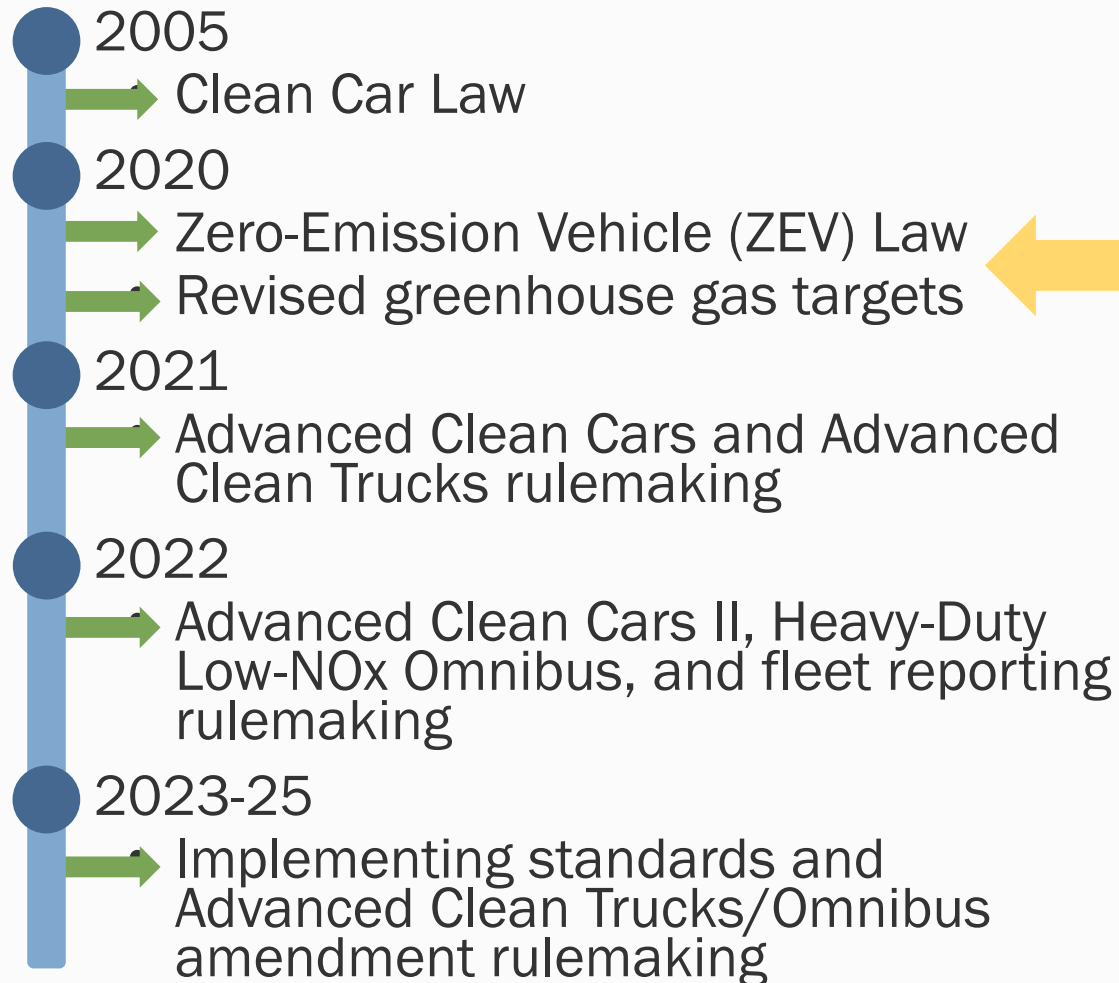 2005
Clean Car Law
2020
Zero-Emission Vehicle (ZEV) Law
Revised greenhouse gas targets
2021
Advanced Clean Cars and Advanced
Clean Trucks rulemaking
2022
Advanced Clean Cars II, Heavy-Duty
Low-NOx Omnibus, and fleet reporting
rulemaking
2023-25
Implementing standards and
Advanced Clean Trucks/Omnibus
amendment rulemaking